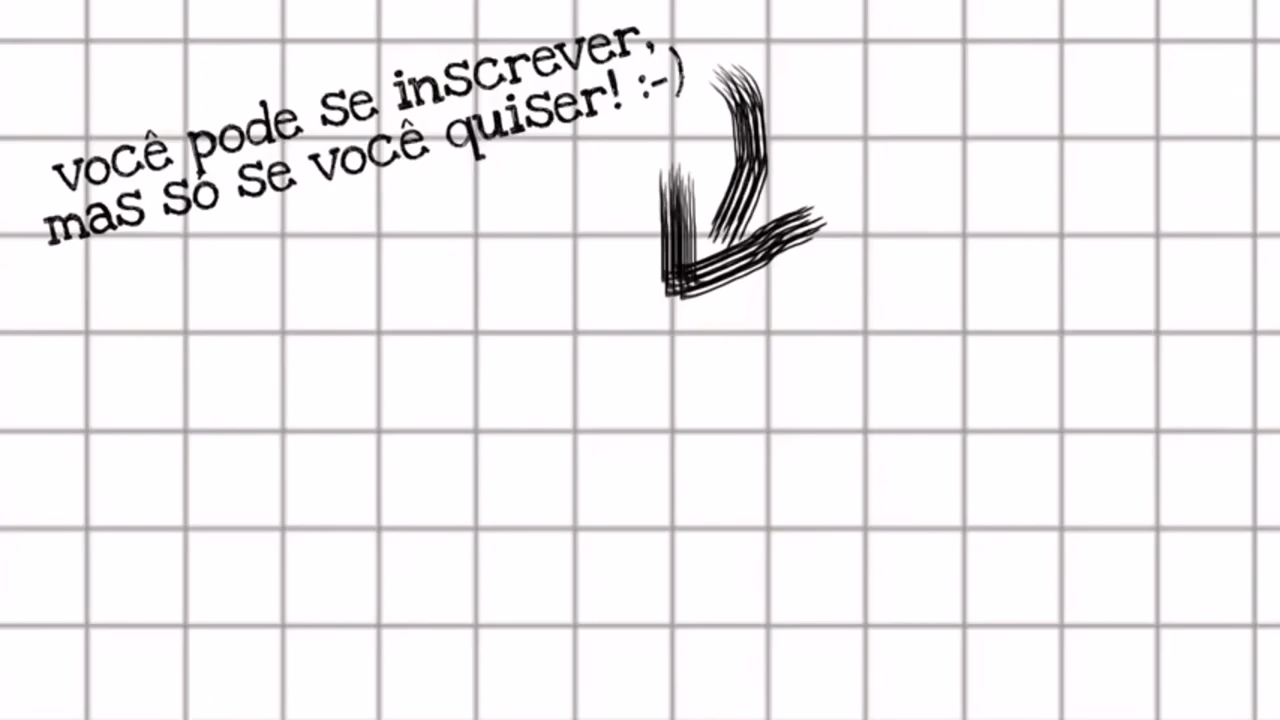 você pode se inscrever,
mas só se você quiser! :-)